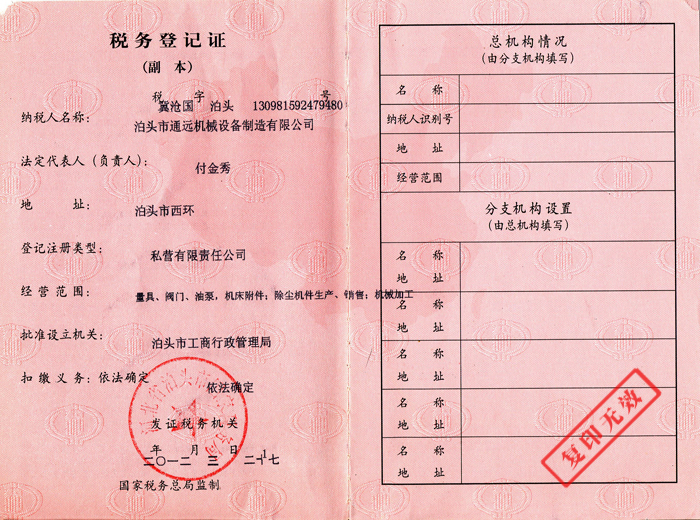 税务登记证
(副 本)
税 字 号
冀沧国 泊头 130981592479480
纳税人名称: 泊头市通远机械设备制造有限公司
法定代表人(负责人): 付金秀
地 址: 泊头市西环
登记注册类型: 私营有限责任公司
经营范围: 量具、阀门、油泵，机床附件；除尘机件生产、销售；机械加工
批准设立机关: 泊头市工商行政管理局
扣缴义务:依法确定 依法确定
发证税务机关
年 月 日
二〇一二 三 二十七
国家税务总局监制
总机构情况
(由分支机构填写)
名 称
纳税人识别号
地 址
经营范围
分支机构设置
(由总机构填写)
名 称
地 址
名 称
地 址
名 称
地 址
名 称
地 址
名 称
地 址
复印无效